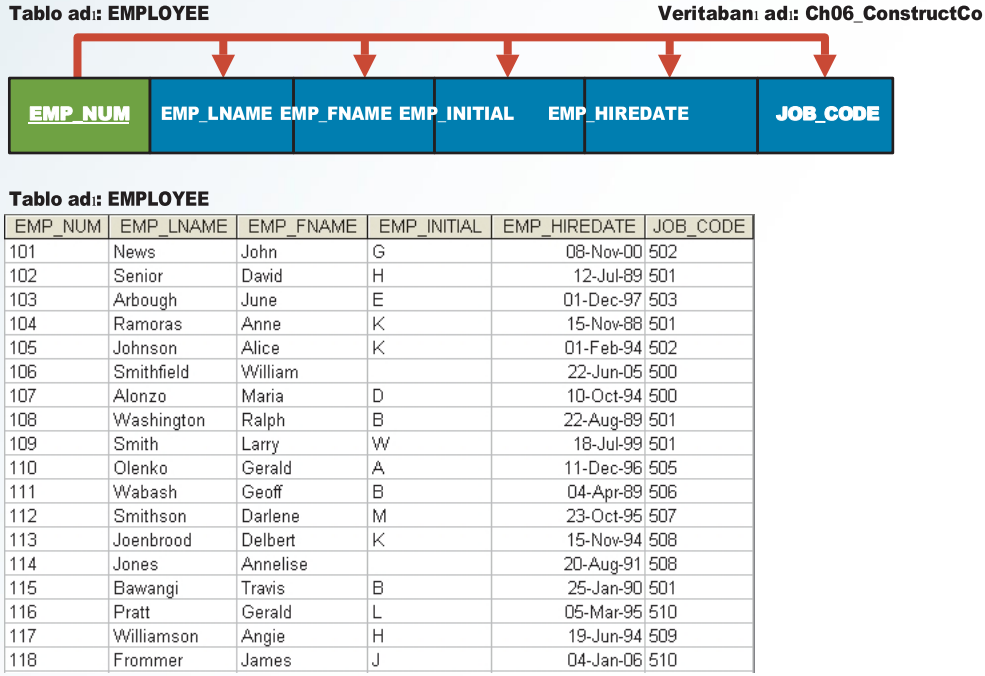 Tablo adı: EMPLOYEE Veritabanı adı: Ch06_ConstructCo
EMP_NUM EMP_LNAME EMP_FNAME EMP_INITIAL EMP_HIREDATE JOB_CODE
Tablo adı: EMPLOYEE
EMP_NUM EMP_LNAME EMP_FNAME EMP_INITIAL EMP_HIREDATE JOB_CODE
101 News John G 08-Nov-00 502
102 Senior David H 12-Jul-89 501
103 Arbough June E 01-Dec-97 503
104 Ramoras Anne K 15-Nov-88 501
105 Johnson Alice K 01-Feb-94 502
106 Smithfield William 22-Jun-05 500
107 Alonzo Maria D 10-Oct-94 500
108 Washington Ralph B 22-Aug-89 501
109 Smith Larry W 18-Jul-99 501
110 Olenko Gerald A 11-Dec-96 505
111 Wabash Geoff B 04-Apr-89 506
112 Smithson Darlene M 23-Oct-95 507
113 Joenbrood Delbert K 15-Nov-94 508
114 Jones Annelise 20-Aug-91 508
115 Bawangi Travis B 25-Jan-90 501
116 Pratt Gerald L 05-Mar-95 510
117 Williamson Angie H 19-Jun-94 509
118 Frommer James J 04-Jan-06 510